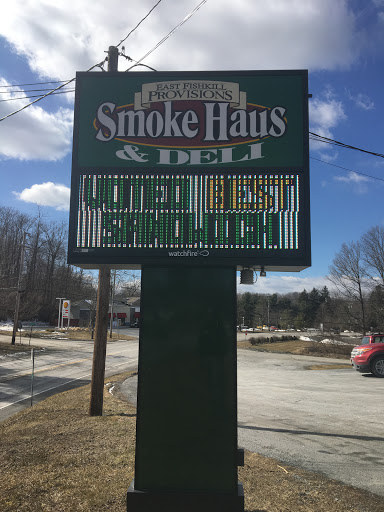 EAST FISHKILL
PROVISIONS
Smoke Haus
& DELI
VOTED BEST
SANDWICH!
watchfire